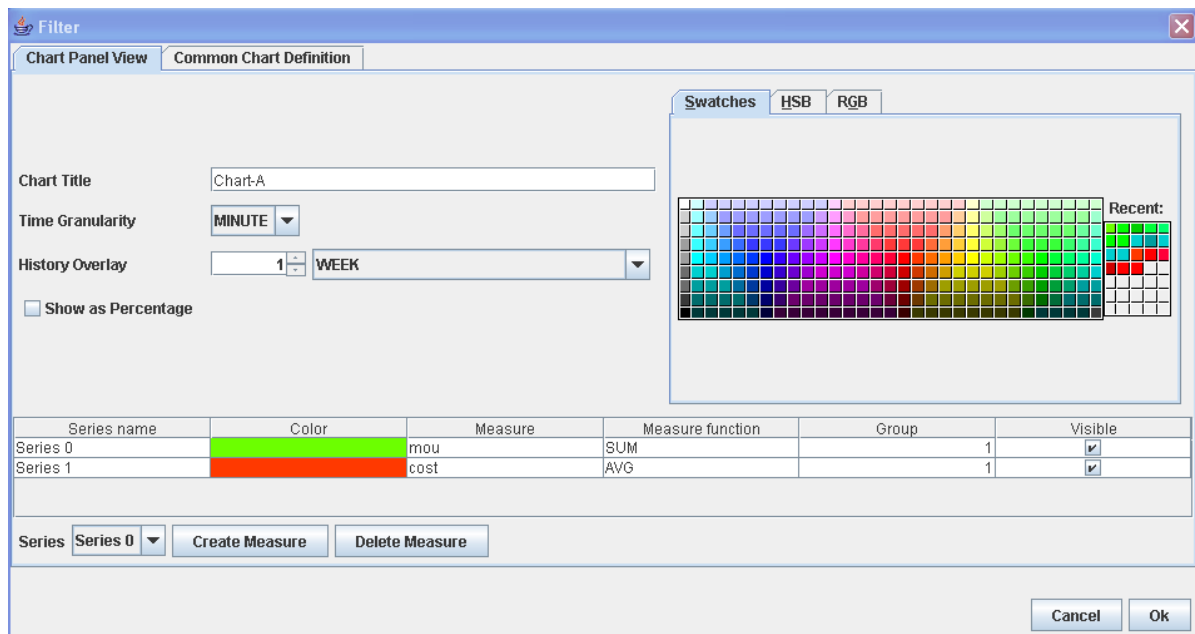 Filter
Chart Panel View Common Chart Definition
Swatches HSB RGB
Chart Title Chart-A
Time Granularity MINUTE
Recent:
History Overlay 1 WEEK
Show as Percentage
Series name Color Measure Measure function Group Visible
Series 0 mou SUM 1
Series 1 cost AVG 1
Series Series 0 Create Measure Delete Measure
Cancel Ok